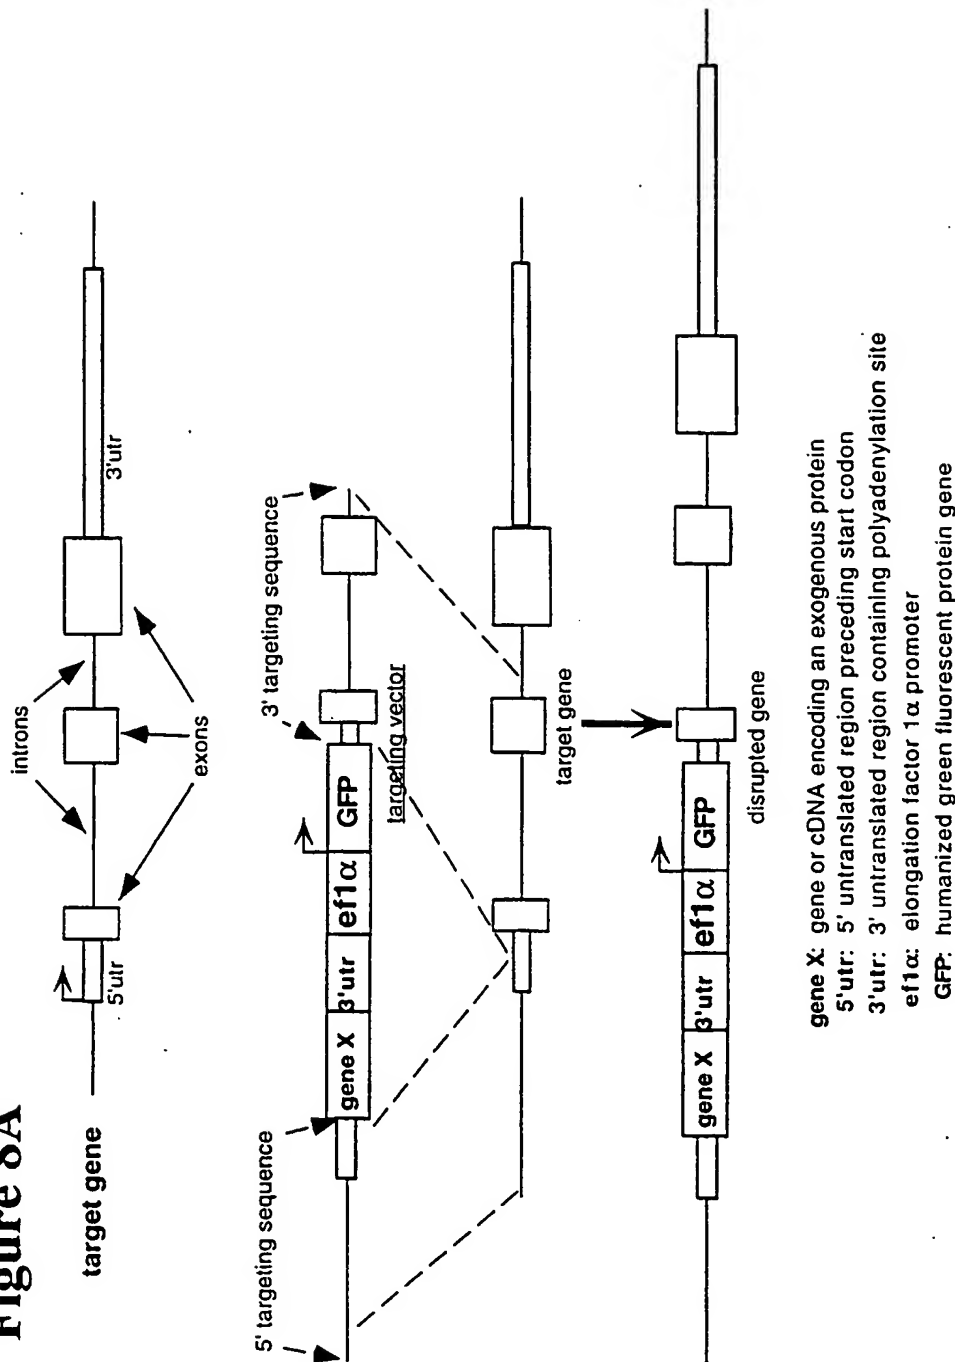 Figure 8A
target gene
5'utr
introns
exons
3'utr
5' targeting sequence
3' targeting sequence
gene X
3'utr
ef1α
GFP
targeting vector
target gene
gene X
3'utr
ef1α
GFP
disrupted gene
gene X: gene or cDNA encoding an exogenous protein
5'utr: 5' untranslated region preceding start codon
3'utr: 3' untranslated region containing polyadenylation site
ef1α: elongation factor 1α promoter
GFP: humanized green fluorescent protein gene